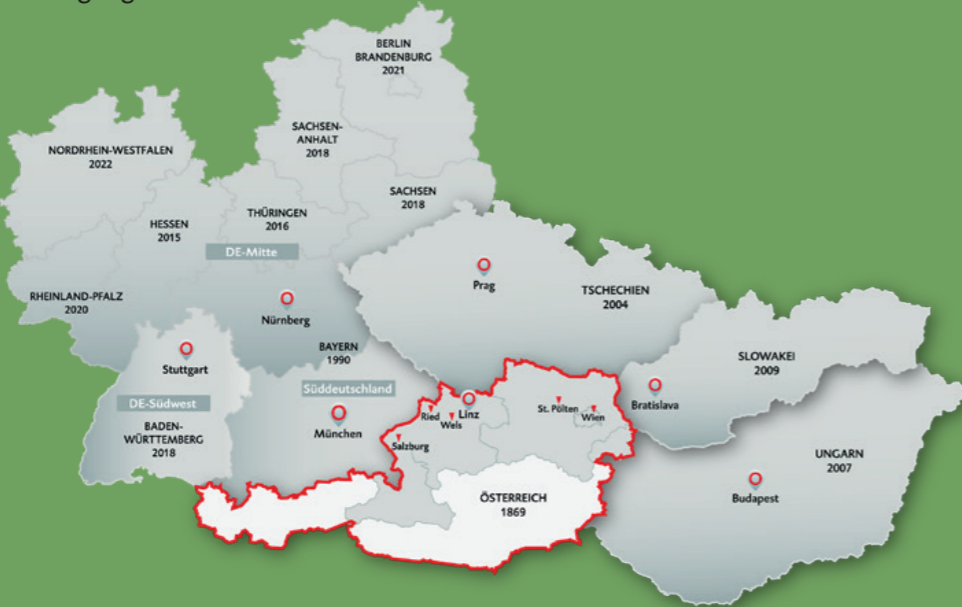 BERLIN
BRANDENBURG
2021
SACHSEN-
ANHALT
2018
NORDRHEIN-WESTFALEN
2022
SACHSEN
2018
THÜRINGEN
2016
HESSEN
2015
DE-Mitte
Prag
TSCHECHIEN
2004
RHEINLAND-PFALZ
2020
Nürnberg
BAYERN
1990
SLOWAKEI
2009
Stuttgart
Süddeutschland
DE-Südwest
Bratislava
Ried
Linz
Wels
St. Pölten
Wien
München
BADEN-
WÜRTTEMBERG
2018
Salzburg
UNGARN
2007
ÖSTERREICH
1869
Budapest